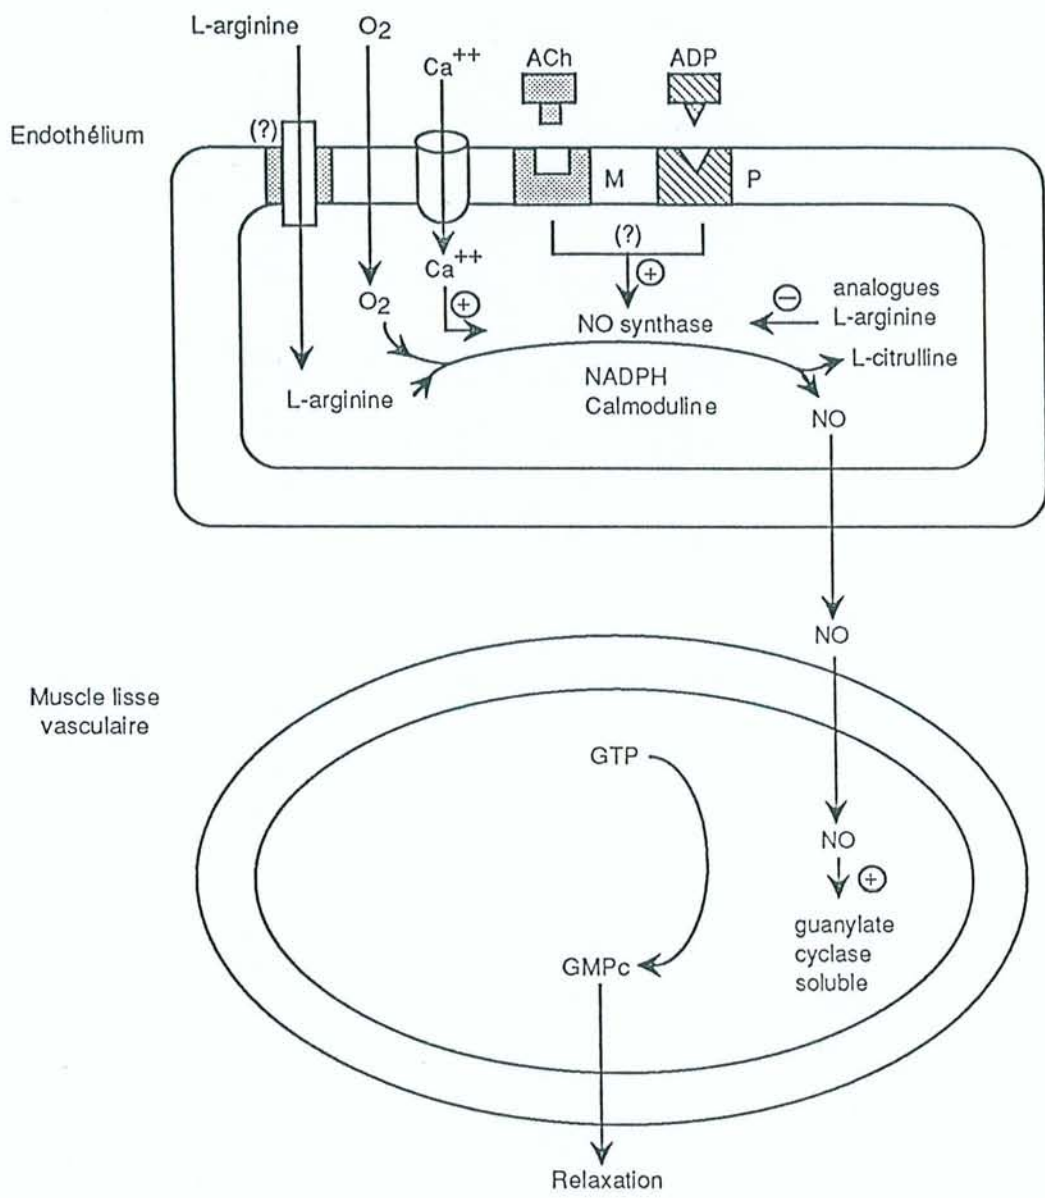 L-arginine
O2
Ca++
ACh
ADP
Endothélium
(?)
M
P
(?)
Ca++
+
+
O2
NO synthase
−
analogues
L-arginine
L-citrulline
L-arginine
NADPH
Calmoduline
NO
NO
Muscle lisse
vasculaire
GTP
NO
+
guanylate
cyclase
soluble
GMPc
Relaxation